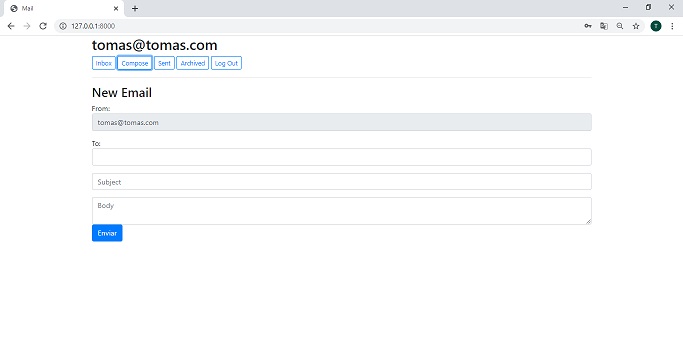 Mail
127.0.0.1:8000
T
tomas@tomas.com
Inbox Compose Sent Archived Log Out
New Email
From:
tomas@tomas.com
To:
Subject
Body
Enviar